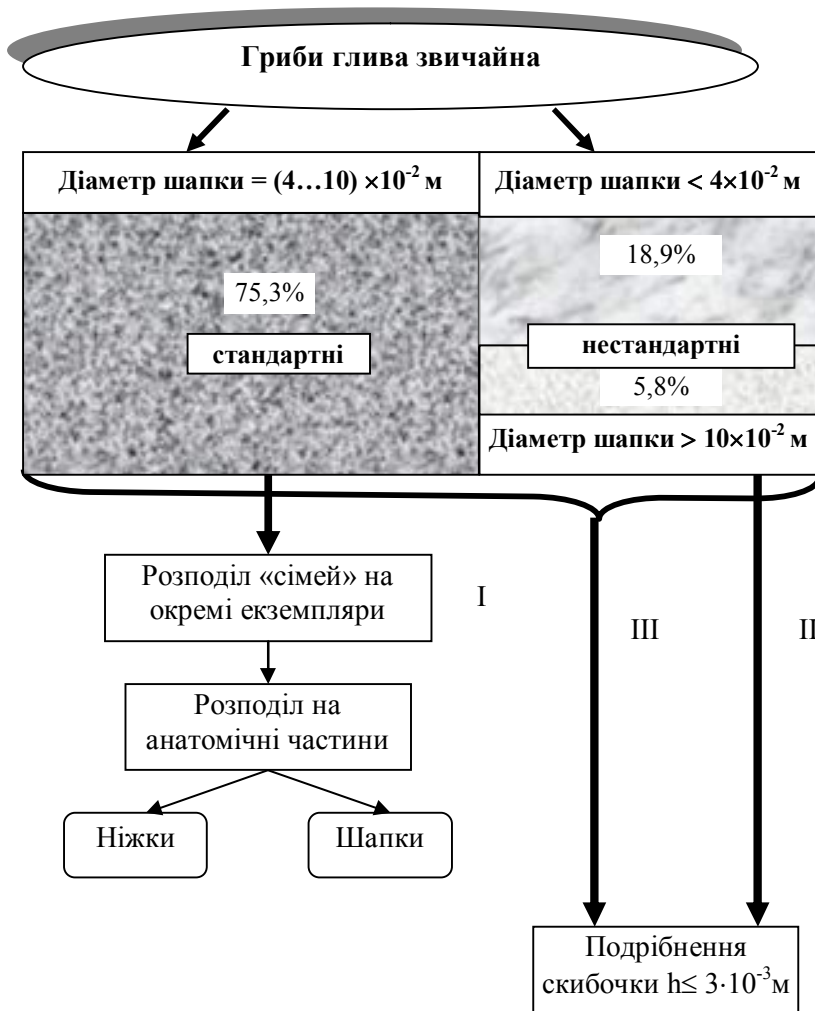 Гриби глива звичайна
Діаметр шапки = (4…10) ×10⁻² м
Діаметр шапки < 4×10⁻² м
75,3%
стандартні
18,9%
нестандартні
5,8%
Діаметр шапки > 10×10⁻² м
Розподіл «сімей» на
окремі екземпляри
I
III
II
Розподіл на
анатомічні частини
Ніжки
Шапки
Подрібнення
скибочки h≤ 3·10⁻³м